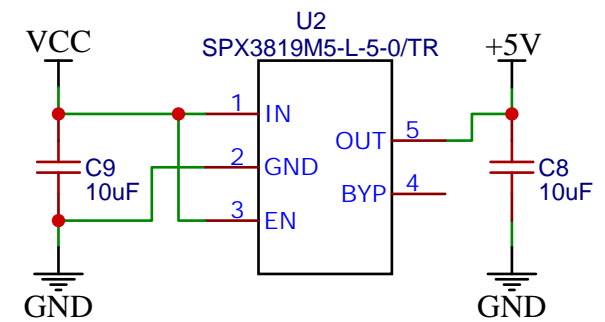 U2
SPX3819M5-L-5-0/TR
VCC
+5V
1
IN
OUT
5
2
GND
BYP
4
3
EN
C9
10uF
C8
10uF
GND
GND